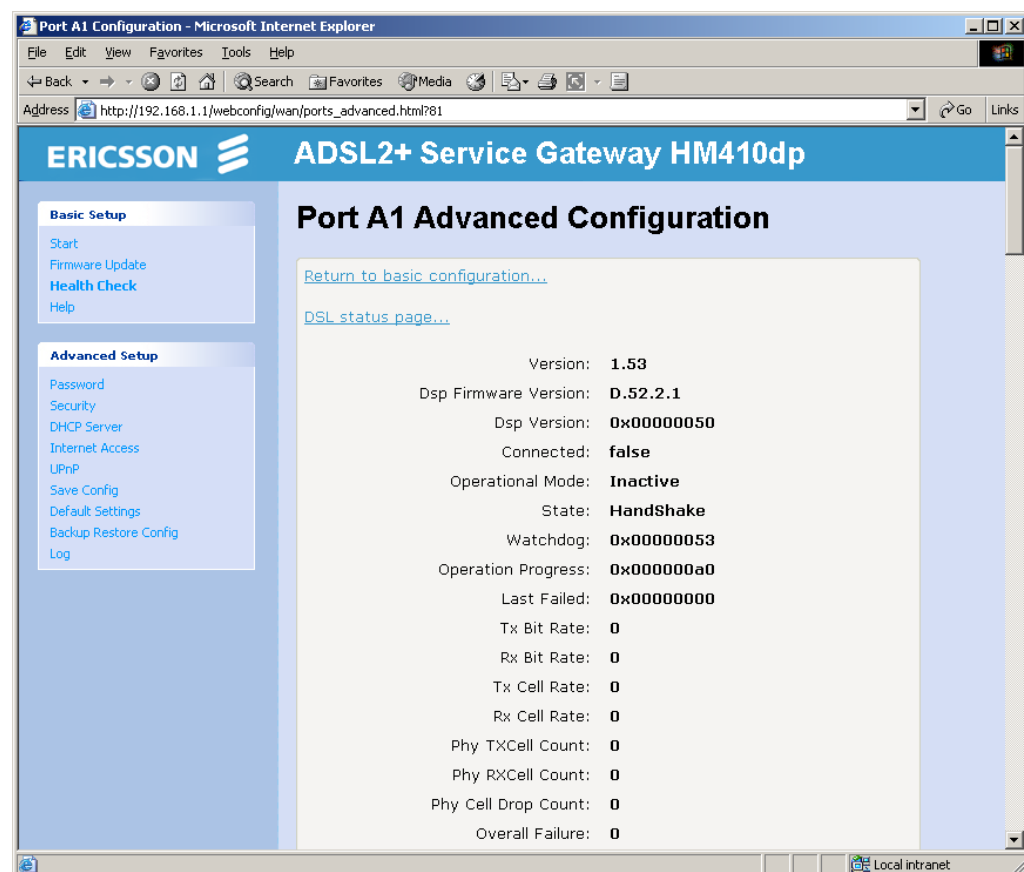 Port A1 Configuration - Microsoft Internet Explorer
File Edit View Favorites Tools Help
Back Search Favorites Media
Address http://192.168.1.1/webconfig/wan/ports_advanced.html?81 Go Links
ERICSSON ADSL2+ Service Gateway HM410dp
Basic Setup
Start
Firmware Update
Health Check
Help
Advanced Setup
Password
Security
DHCP Server
Internet Access
UPnP
Save Config
Default Settings
Backup Restore Config
Log
Port A1 Advanced Configuration
Return to basic configuration...
DSL status page...
Version: 1.53
Dsp Firmware Version: D.52.2.1
Dsp Version: 0x00000050
Connected: false
Operational Mode: Inactive
State: HandShake
Watchdog: 0x00000053
Operation Progress: 0x000000a0
Last Failed: 0x00000000
Tx Bit Rate: 0
Rx Bit Rate: 0
Tx Cell Rate: 0
Rx Cell Rate: 0
Phy TXCell Count: 0
Phy RXCell Count: 0
Phy Cell Drop Count: 0
Overall Failure: 0
Local intranet